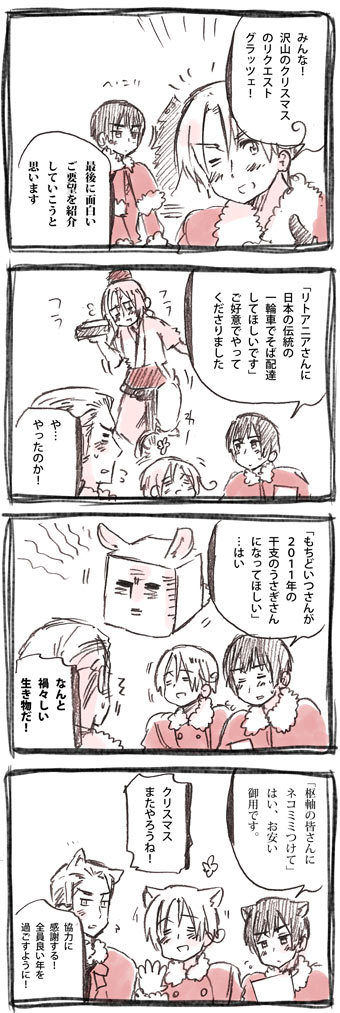 みんな！
沢山のクリスマス
のリクエスト
グラッツェ！
ヘーンッ
最後に面白い
ご要望を紹介
していこうと
思います
「リトアニアさんに
日本の伝統の
一輪車でそば配達
してほしいです」
ご好意でやって
くださりました
フラ
フラ
や…
やったのか！
「もちどいつさんが
2011年の
干支のうさぎさん
になってほしい」
…はい
なんと
禍々しい
生き物だ！
「枢軸の皆さんに
ネコミミつけて」
はい、お安い
御用です。
クリスマス
またやろうね！
協力に
感謝する！
全員良い年を
過ごすように！